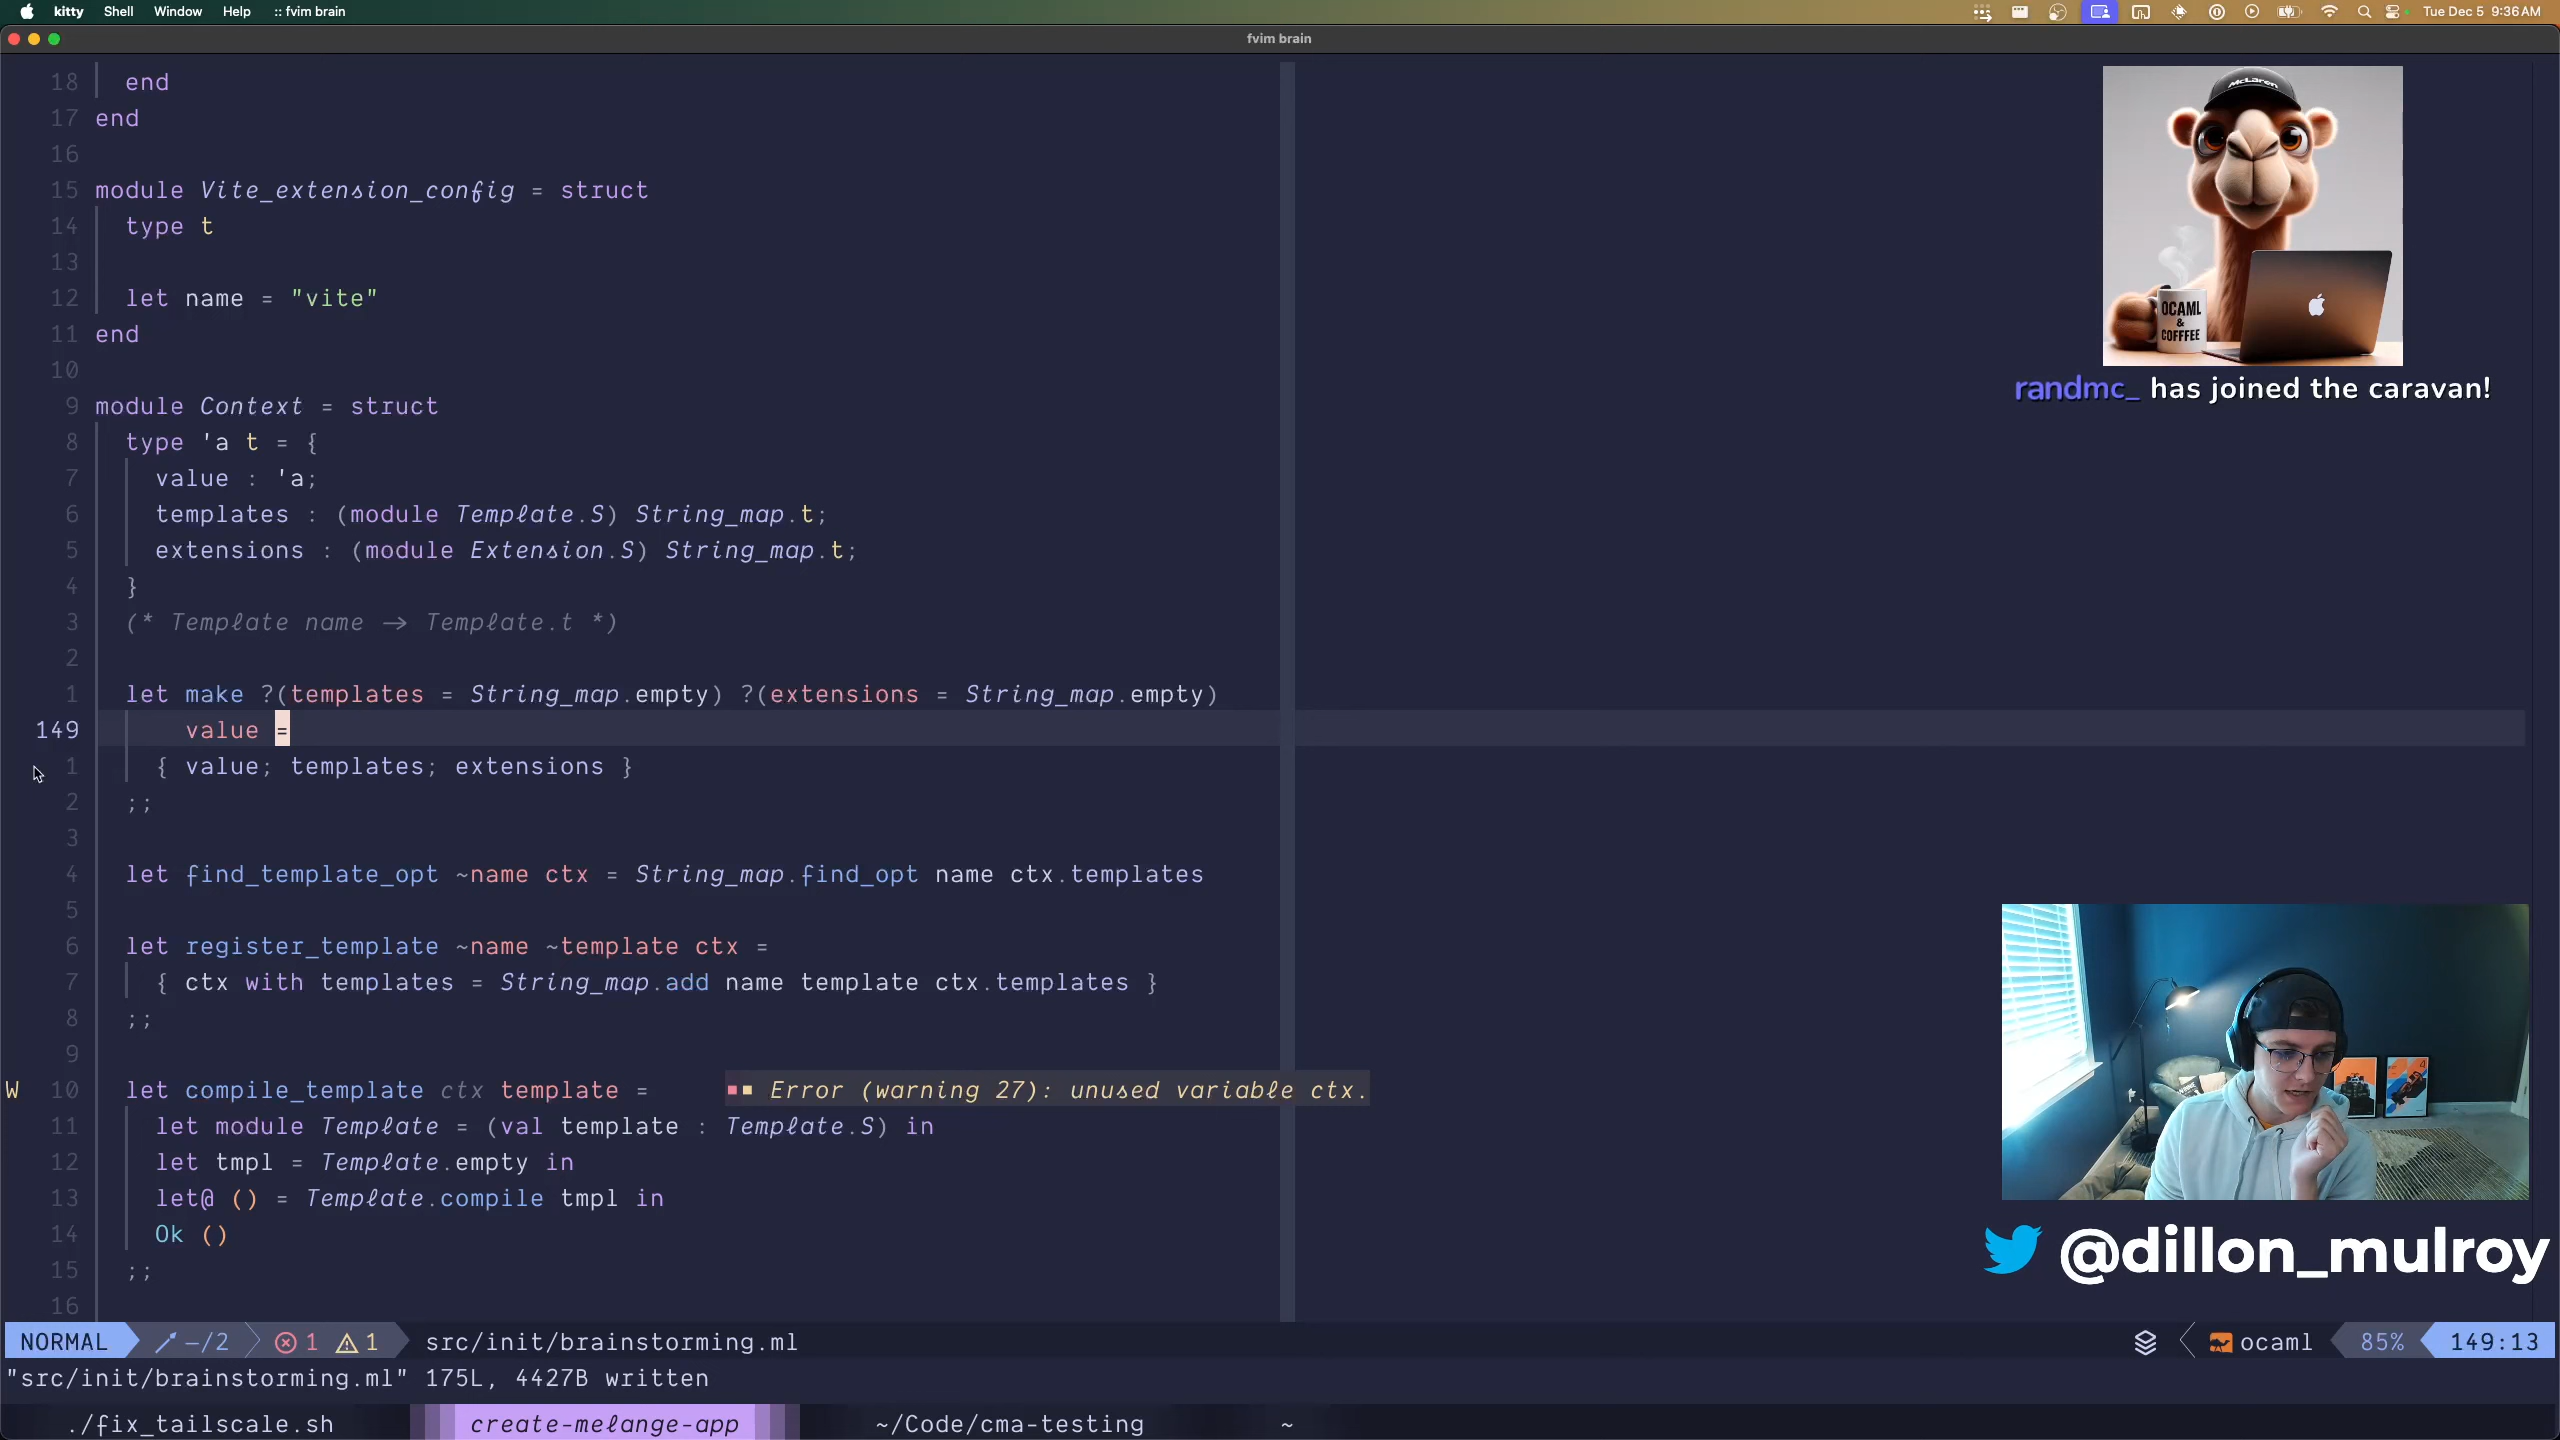 kitty Shell Window Help :: fvim brain Tue Dec 5 9:36 AM
fvim brain
18 end
17 end
16
15 module Vite_extension_config = struct
14 type t
13
12 let name = "vite"
11 end
10
9 module Context = struct
8 type 'a t = {
7 value : 'a;
6 templates : (module Template.S) String_map.t;
5 extensions : (module Extension.S) String_map.t;
4 }
3 (* Template name → Template.t *)
2
1 let make ?(templates = String_map.empty) ?(extensions = String_map.empty)
149 value =
1 { value; templates; extensions }
2 ;;
3
4 let find_template_opt ~name ctx = String_map.find_opt name ctx.templates
5
6 let register_template ~name ~template ctx =
7 { ctx with templates = String_map.add name template ctx.templates }
8 ;;
9
W 10 let compile_template ctx template = ■■ Error (warning 27): unused variable ctx.
11 let module Template = (val template : Template.S) in
12 let tmpl = Template.empty in
13 let@ () = Template.compile tmpl in
14 Ok ()
15 ;;
16
McLaren
OCAML
&
COFFFEE
randmc_ has joined the caravan!
@dillon_mulroy
NORMAL –/2 1 1 src/init/brainstorming.ml ocaml 85% 149:13
"src/init/brainstorming.ml" 175L, 4427B written
./fix_tailscale.sh create-melange-app ~/Code/cma-testing ~